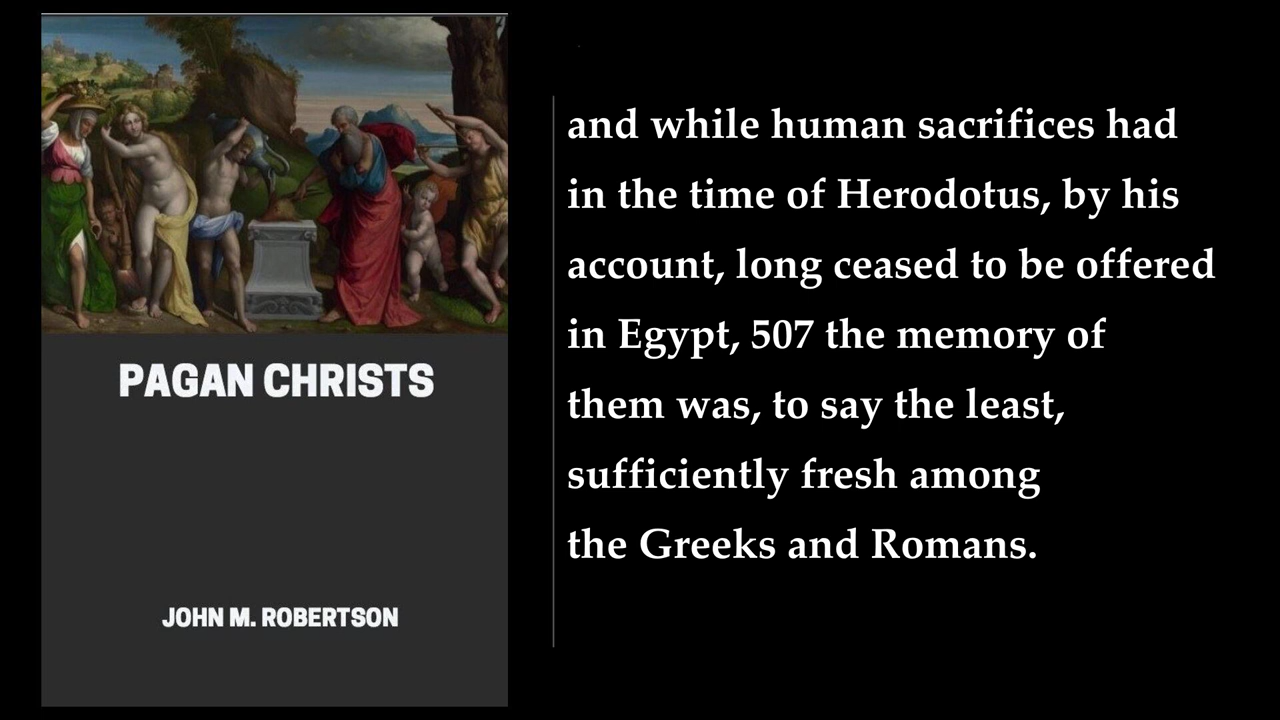 PAGAN CHRISTS
JOHN M. ROBERTSON
and while human sacrifices had
in the time of Herodotus, by his
account, long ceased to be offered
in Egypt, 507 the memory of
them was, to say the least,
sufficiently fresh among
the Greeks and Romans.